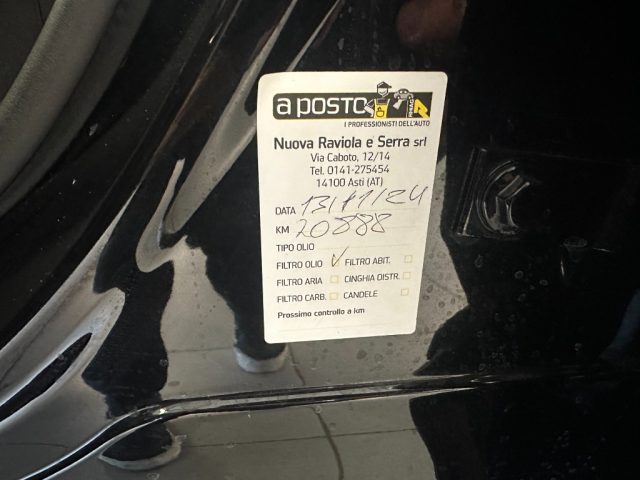 a POSTO
I PROFESSIONISTI DELL'AUTO
Nuova Raviola e Serra srl
Via Caboto, 12/14
Tel. 0141-275454
14100 Asti (AT)
DATA 13/11/24
KM 20888
TIPO OLIO
FILTRO OLIO ✓ FILTRO ABIT.
FILTRO ARIA CINGHIA DISTR.
FILTRO CARB. CANDELE
Prossimo controllo a km